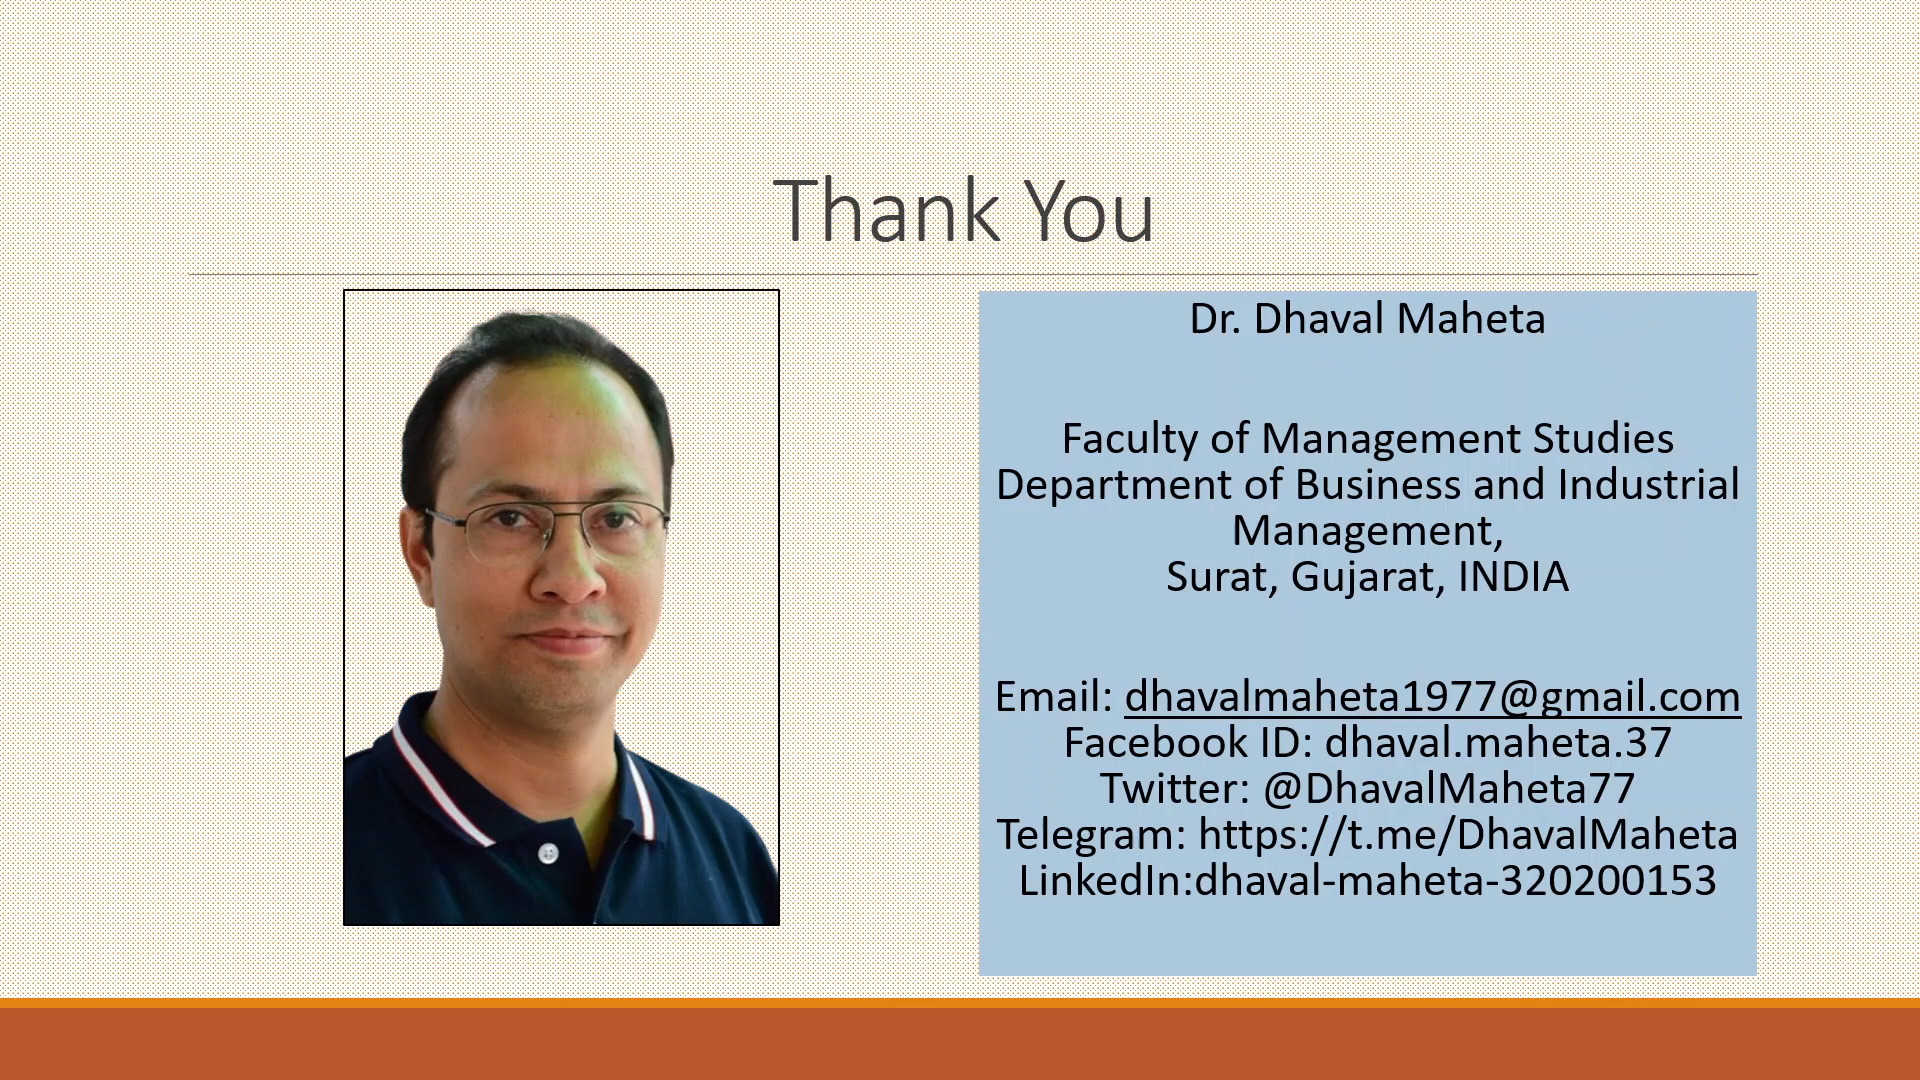 Thank You
Dr. Dhaval Maheta
Faculty of Management Studies
Department of Business and Industrial
Management,
Surat, Gujarat, INDIA
Email: dhavalmaheta1977@gmail.com
Facebook ID: dhaval.maheta.37
Twitter: @DhavalMaheta77
Telegram: https://t.me/DhavalMaheta
LinkedIn:dhaval-maheta-320200153